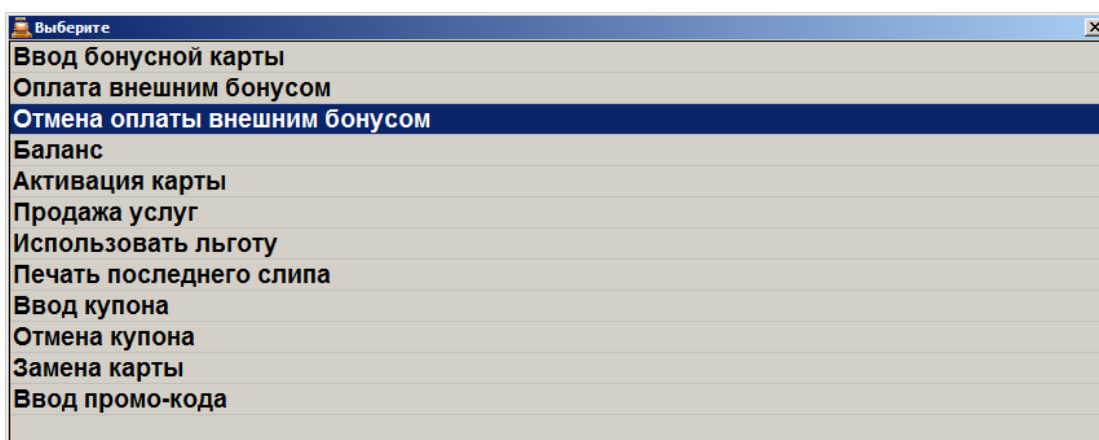 Выберите
Ввод бонусной карты
Оплата внешним бонусом
Отмена оплаты внешним бонусом
Баланс
Активация карты
Продажа услуг
Использовать льготу
Печать последнего слипа
Ввод купона
Отмена купона
Замена карты
Ввод промо-кода